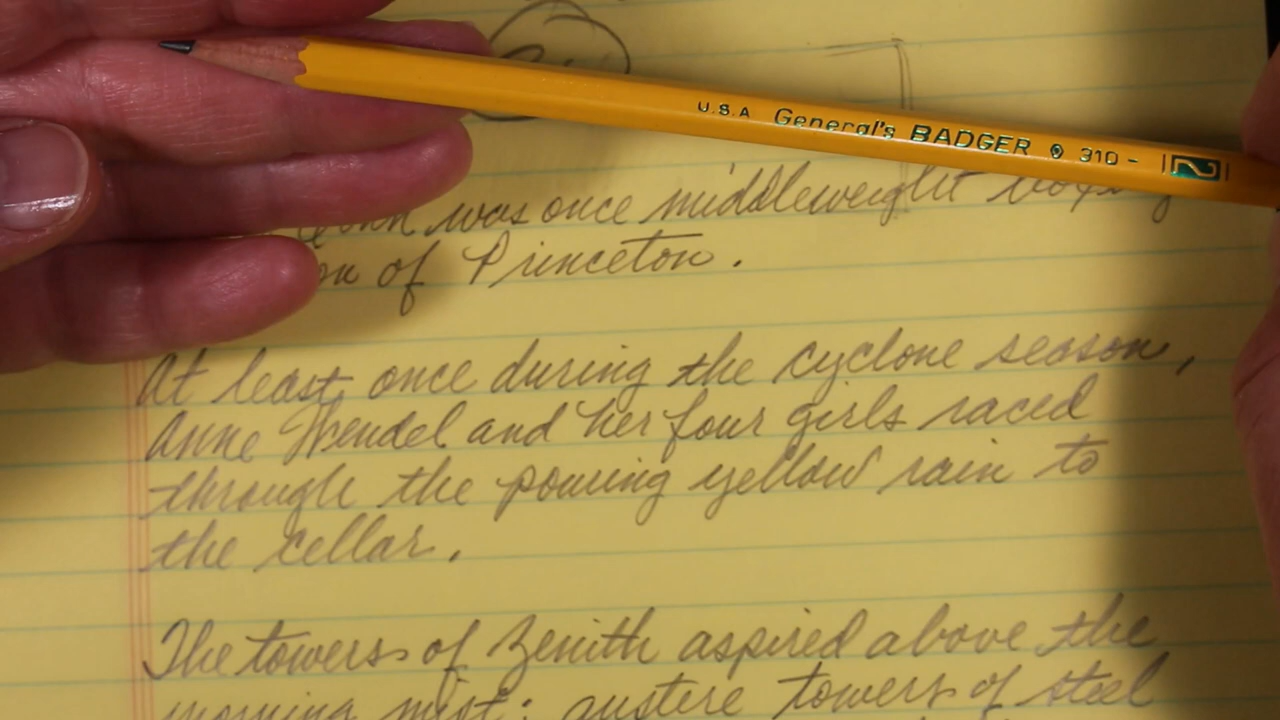 U.S.A General's BADGER 310 - 2
was once middleweight
of Princeton.
At least once during the cyclone season,
Anne Wendel and her four girls raced
through the pouring yellow rain to
the cellar.
The towers of Zenith aspired above the
morning mist: austere towers of steel